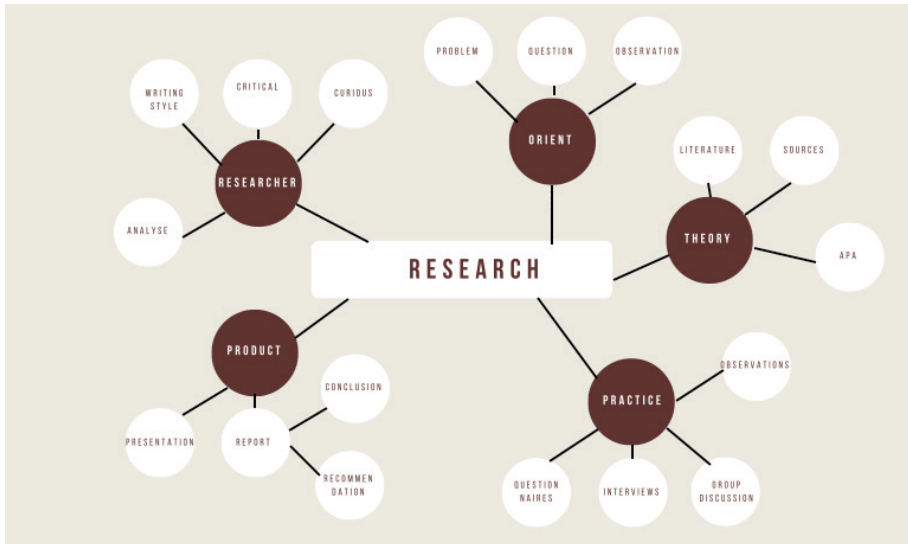 PROBLEM
QUESTION
OBSERVATION
WRITING
STYLE
CRITICAL
CURIOUS
ORIENT
LITERATURE
SOURCES
RESEARCHER
ANALYSE
THEORY
APA
RESEARCH
PRODUCT
CONCLUSION
PRESENTATION
REPORT
RECOMMEN
DATION
OBSERVATIONS
PRACTICE
QUESTION
NAIRES
INTERVIEWS
GROUP
DISCUSSION